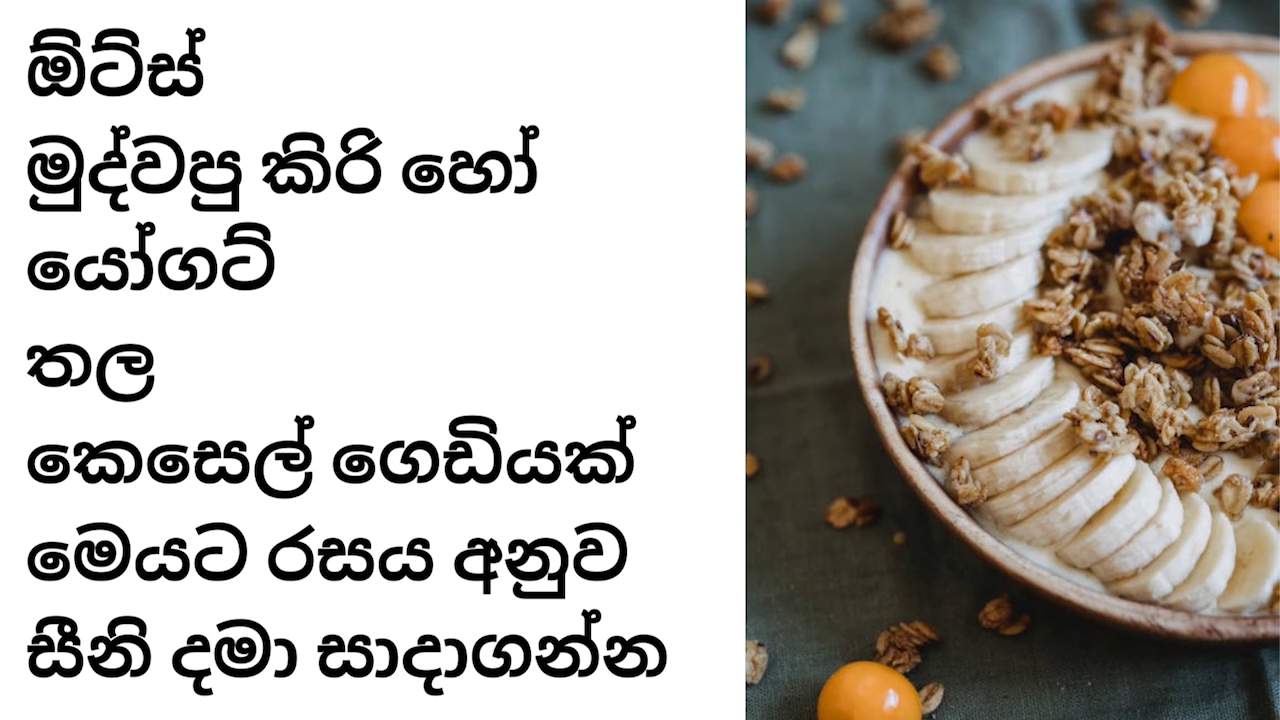 ඕට්ස්
මුද්වපු කිරි හෝ
යෝගට්
තල
කෙසෙල් ගෙඩියක්
මෙයට රසය අනුව
සීනි දමා සාදාගන්න